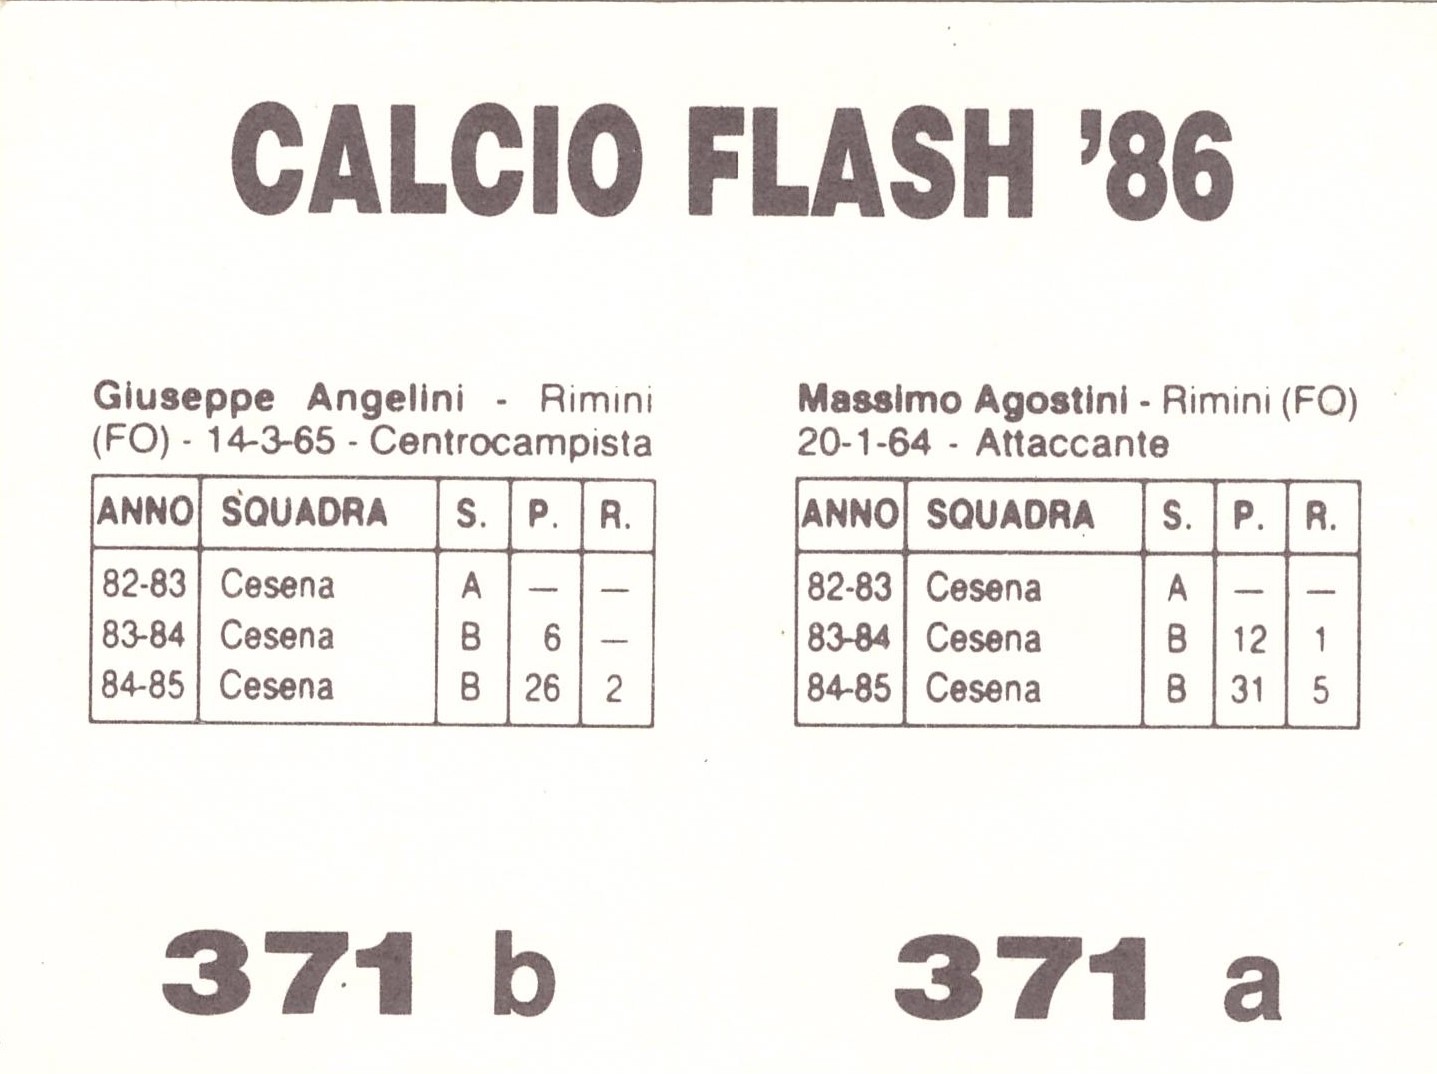 CALCIO FLASH '86
Giuseppe Angelini - Rimini
(FO) - 14-3-65 - Centrocampista
ANNO SQUADRA S. P. R.
82-83 Cesena A — —
83-84 Cesena B 6 —
84-85 Cesena B 26 2
371 b
Massimo Agostini - Rimini (FO)
20-1-64 - Attaccante
ANNO SQUADRA S. P. R.
82-83 Cesena A — —
83-84 Cesena B 12 1
84-85 Cesena B 31 5
371 a